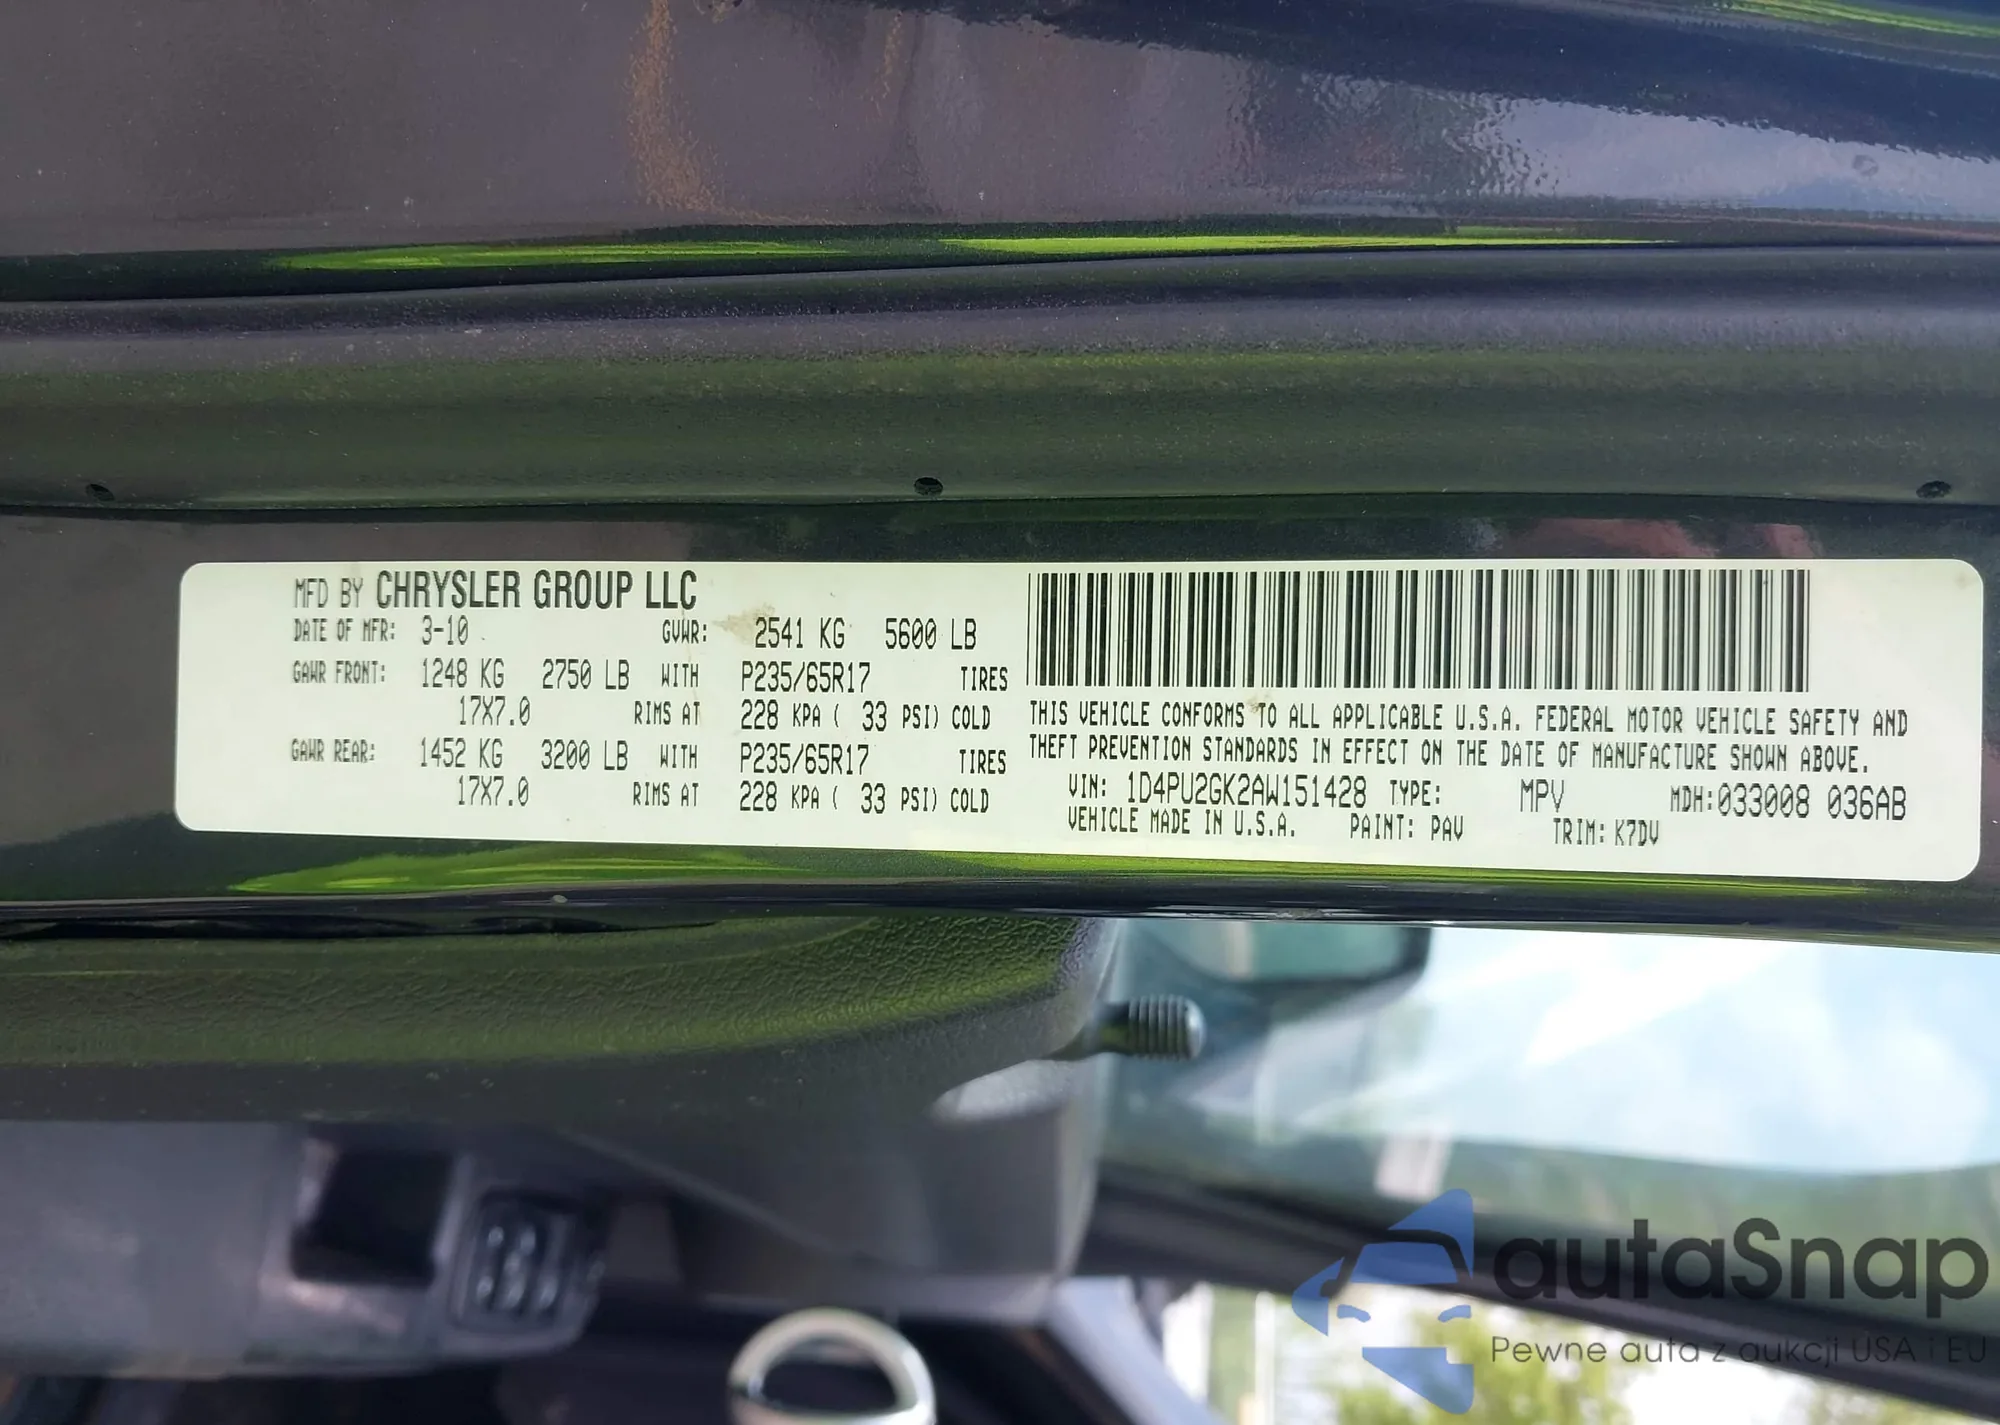 MFD BY CHRYSLER GROUP LLC
DATE OF MFR: 3-10 GVWR: 2541 KG 5600 LB
GAWR FRONT: 1248 KG 2750 LB WITH P235/65R17 TIRES
17X7.0 RIMS AT 228 KPA ( 33 PSI) COLD
GAWR REAR: 1452 KG 3200 LB WITH P235/65R17 TIRES
17X7.0 RIMS AT 228 KPA ( 33 PSI) COLD
THIS VEHICLE CONFORMS TO ALL APPLICABLE U.S.A. FEDERAL MOTOR VEHICLE SAFETY AND
THEFT PREVENTION STANDARDS IN EFFECT ON THE DATE OF MANUFACTURE SHOWN ABOVE.
VIN: 1D4PU2GK2AW151428 TYPE: MPV MDH:033008 036AB
VEHICLE MADE IN U.S.A. PAINT: PAV TRIM: K7DV
autaSnap
Pewne auta z aukcji USA i EU